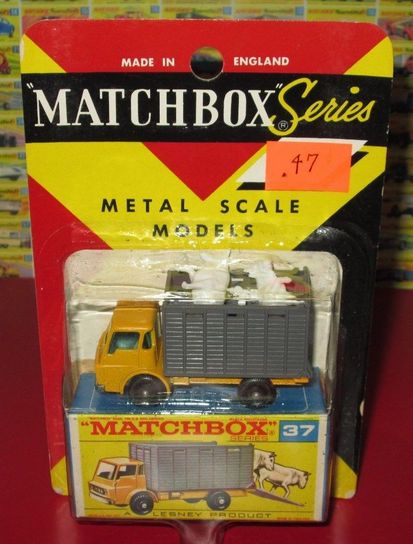 MADE IN ENGLAND
"MATCHBOX" Series
®
.47
METAL SCALE
MODELS
"MATCHBOX"® SERIES 37
A LESNEY PRODUCT